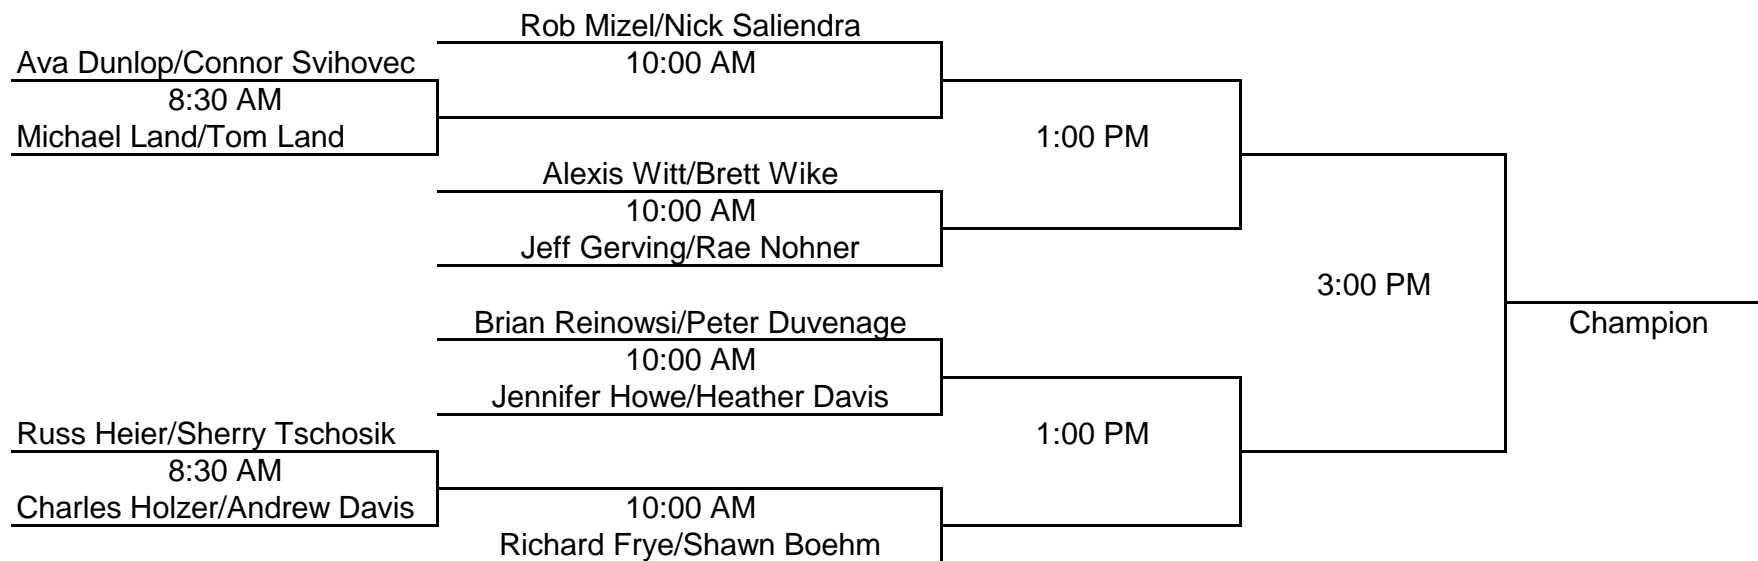 Rob Mizel/Nick Saliendra
Ava Dunlop/Connor Svihovec
10:00 AM
8:30 AM
Michael Land/Tom Land
1:00 PM
Alexis Witt/Brett Wike
10:00 AM
Jeff Gerving/Rae Nohner
3:00 PM
Brian Reinowsi/Peter Duvenage
Champion
10:00 AM
Jennifer Howe/Heather Davis
Russ Heier/Sherry Tschosik
1:00 PM
8:30 AM
Charles Holzer/Andrew Davis
10:00 AM
Richard Frye/Shawn Boehm